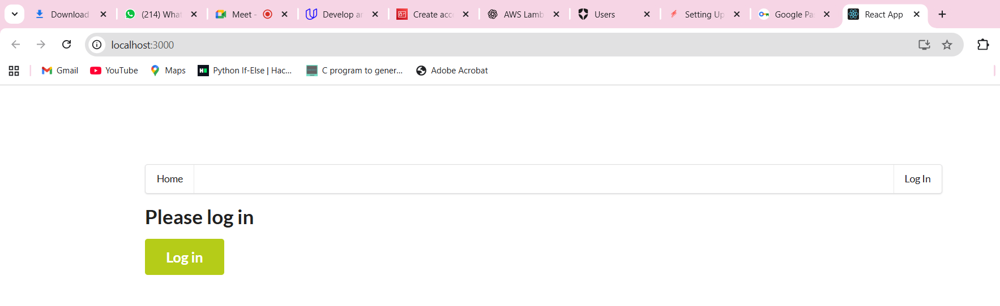 Download (214) What Meet - Develop an Create acc AWS Lamb Users Setting Up Google Pa React App
localhost:3000
Gmail YouTube Maps Python If-Else | Hac... C program to gener... Adobe Acrobat
Home Log In
Please log in
Log in